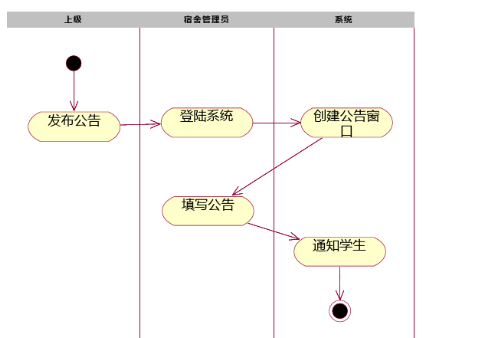 上级 宿舍管理员 系统
发布公告 登陆系统 创建公告窗
口
填写公告
通知学生